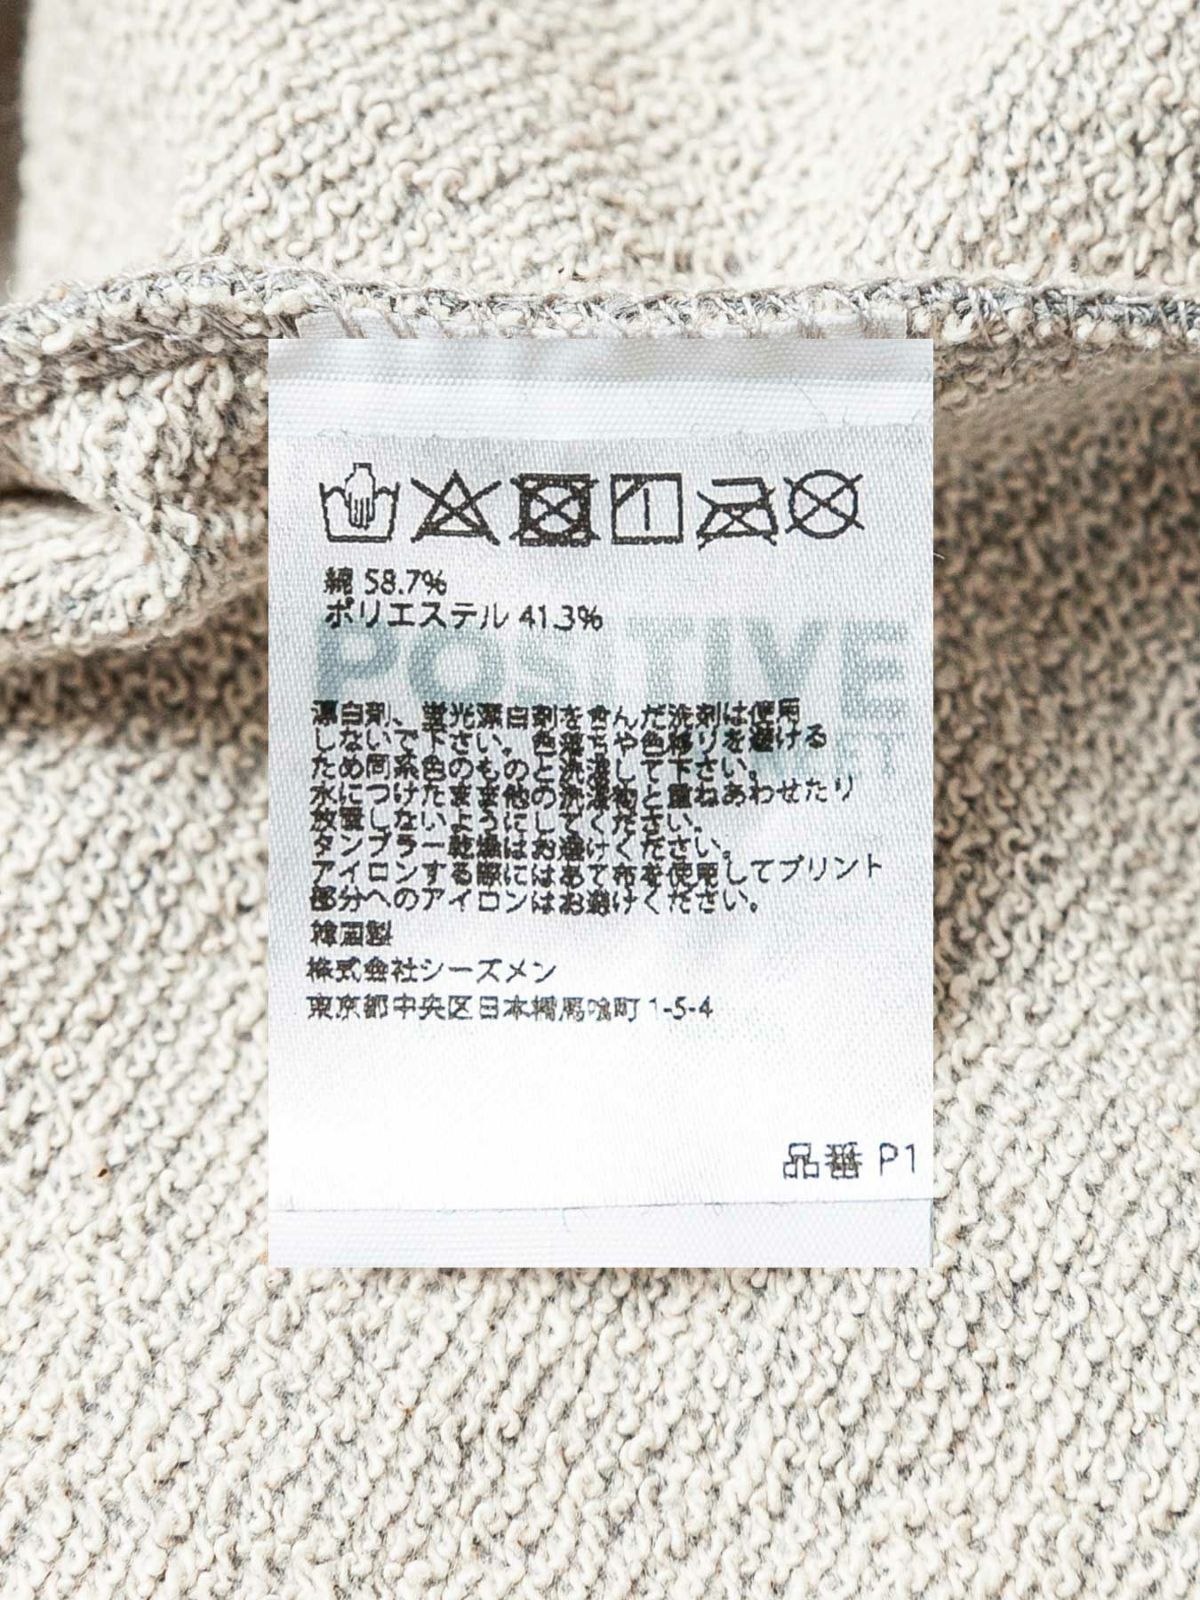 綿 58.7%
ポリエステル 41.3%
POSITIVE
漂白剤、蛍光漂白剤を含んだ洗剤は使用
しないで下さい。色落ちや色移りを避ける
ため同系色のものと洗濯して下さい。
水につけたまま他の洗濯物と重ねあわせたり
放置しないようにしてください。
タンブラー乾燥はお避けください。
アイロンする際にはあて布を使用してプリント
部分へのアイロンはお避けください。
韓国製
株式会社シーズメン
東京都中央区日本橋馬喰町 1-5-4
品番 P1